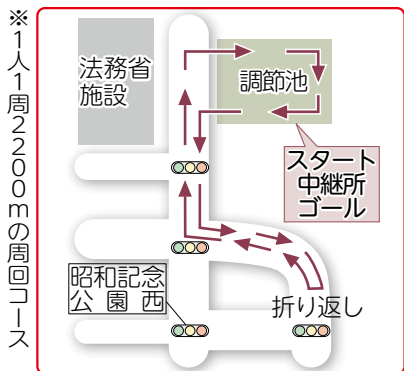 ※1人1周2200mの周回コース
法務省
施設
調節池
スタート
中継所
ゴール
昭和記念
公園西
折り返し